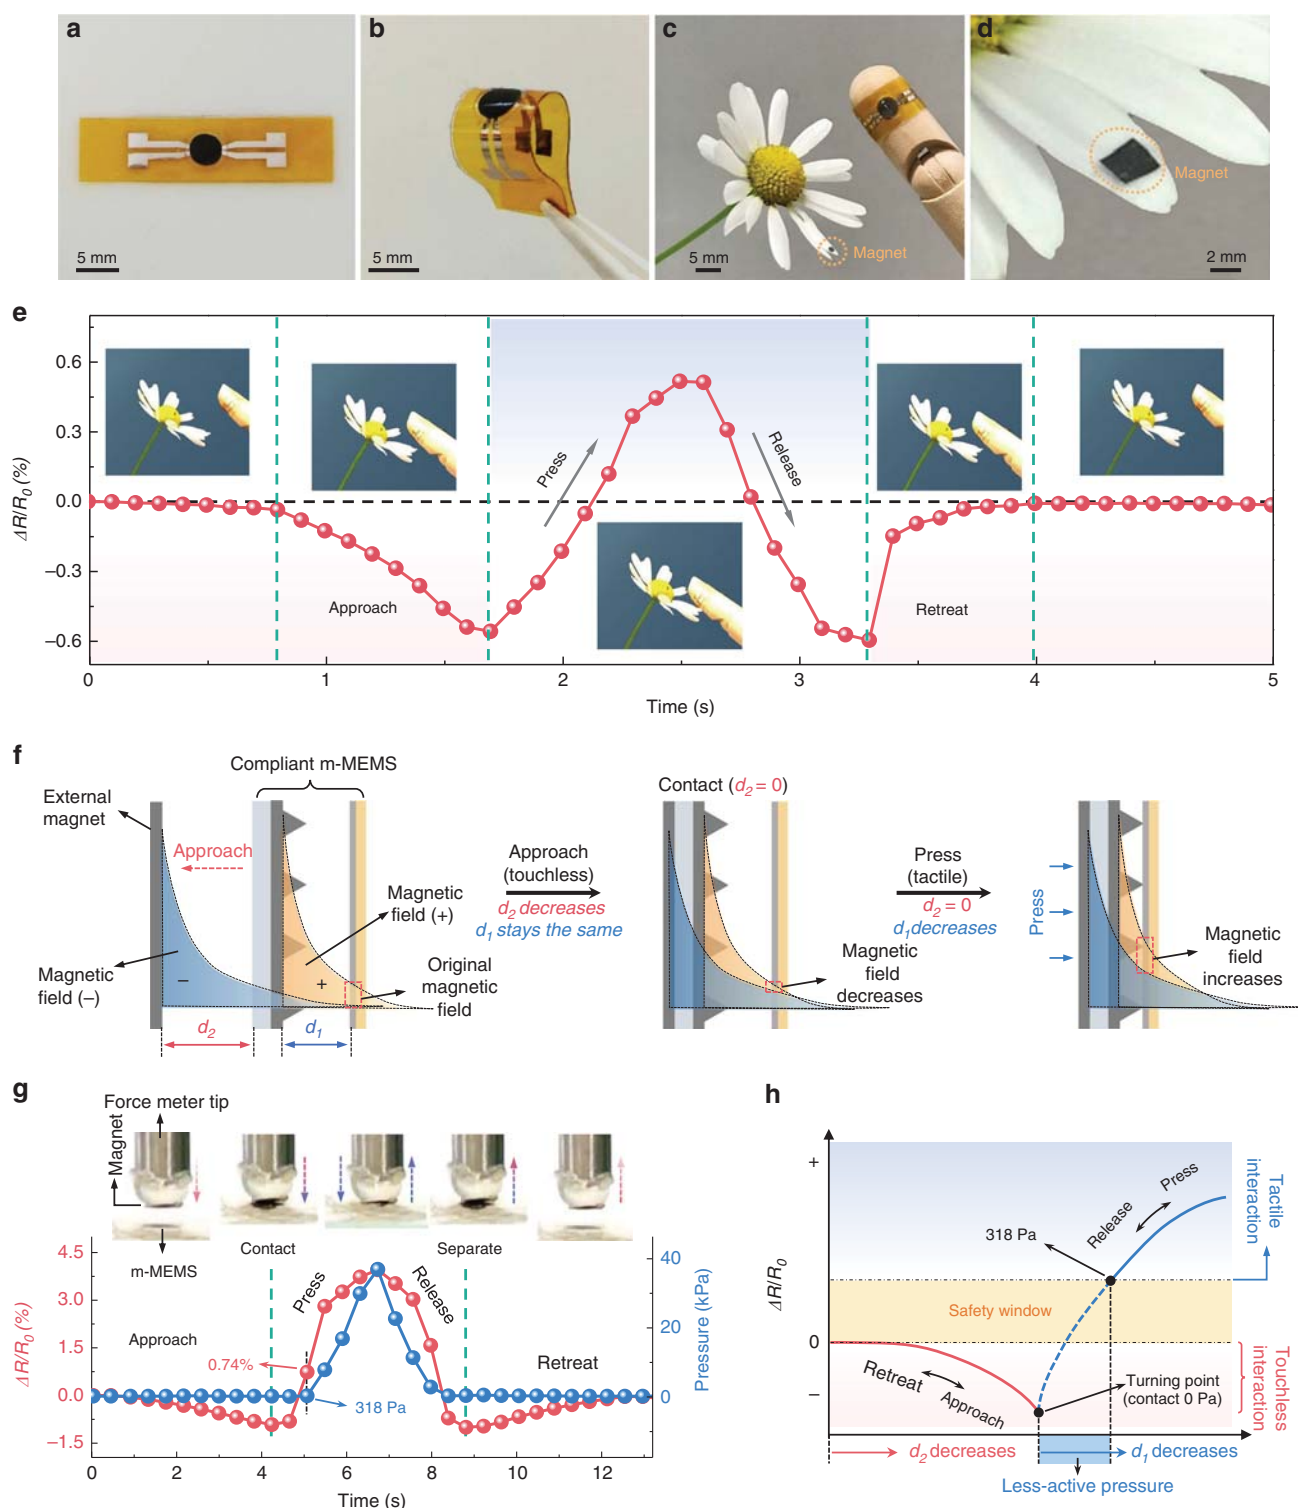 a
b
c
d
5 mm
5 mm
5 mm
Magnet
Magnet
2 mm
e
ΔR/R0 (%)
0.6
0.3
0.0
−0.3
−0.6
Press
Release
Approach
Retreat
0
1
2
3
4
5
Time (s)
f
Compliant m-MEMS
External
magnet
Approach
Magnetic
field (+)
Magnetic
field (−)
−
+
Original
magnetic
field
d2
d1
Approach
(touchless)
d2 decreases
d1 stays the same
Contact (d2 = 0)
Magnetic
field
decreases
Press
(tactile)
d2 = 0
d1 decreases
Press
Magnetic
field
increases
g
Force meter tip
Magnet
m-MEMS
Contact
Separate
Press
Release
Approach
Retreat
0.74%
318 Pa
ΔR/R0 (%)
4.5
3.0
1.5
0.0
−1.5
40
20
0
Pressure (kPa)
0
2
4
6
8
10
12
Time (s)
h
ΔR/R0
+
0
−
318 Pa
Release
Press
Safety window
Retreat
Approach
Turning point
(contact 0 Pa)
Tactile
interaction
Touchless
interaction
d2 decreases
d1 decreases
Less-active pressure